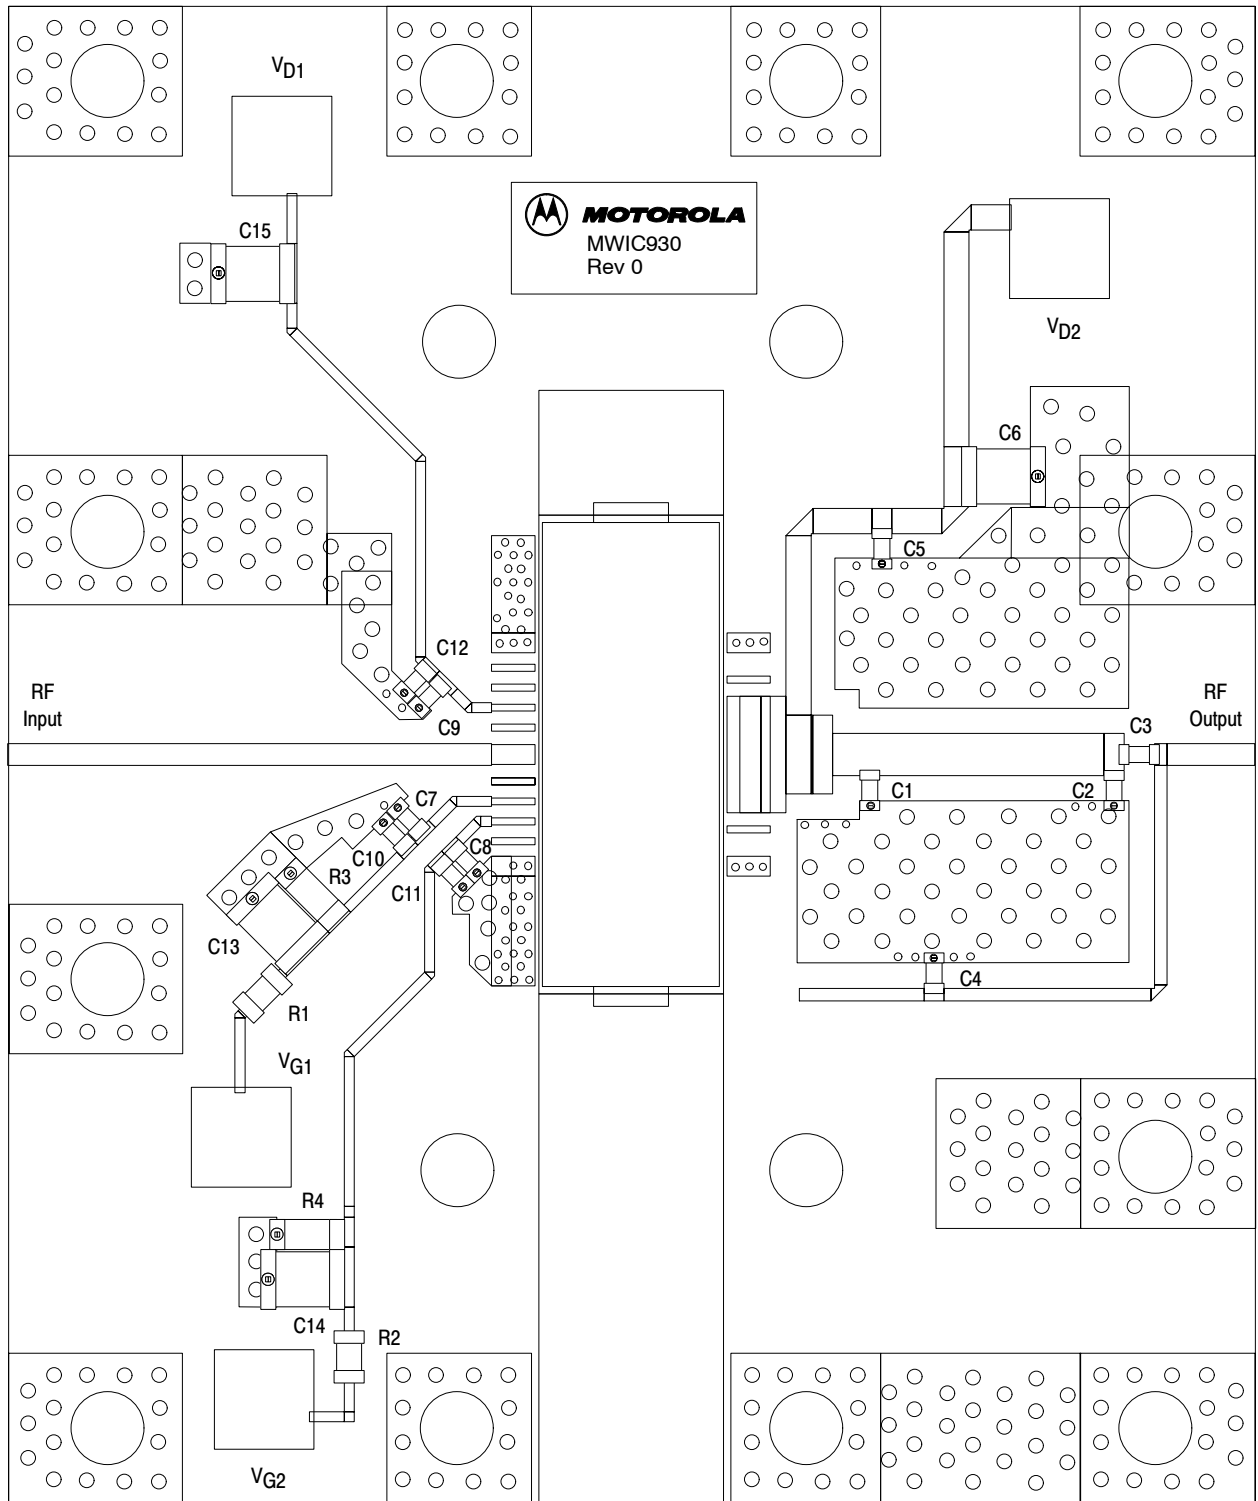 VD1
C15
MOTOROLA
MWIC930
Rev 0
VD2
C6
C5
C12
RF
Input
C9
RF
Output
C3
C7
C1
C2
C8
C10
R3
C11
C13
C4
R1
VG1
R4
C14
R2
VG2